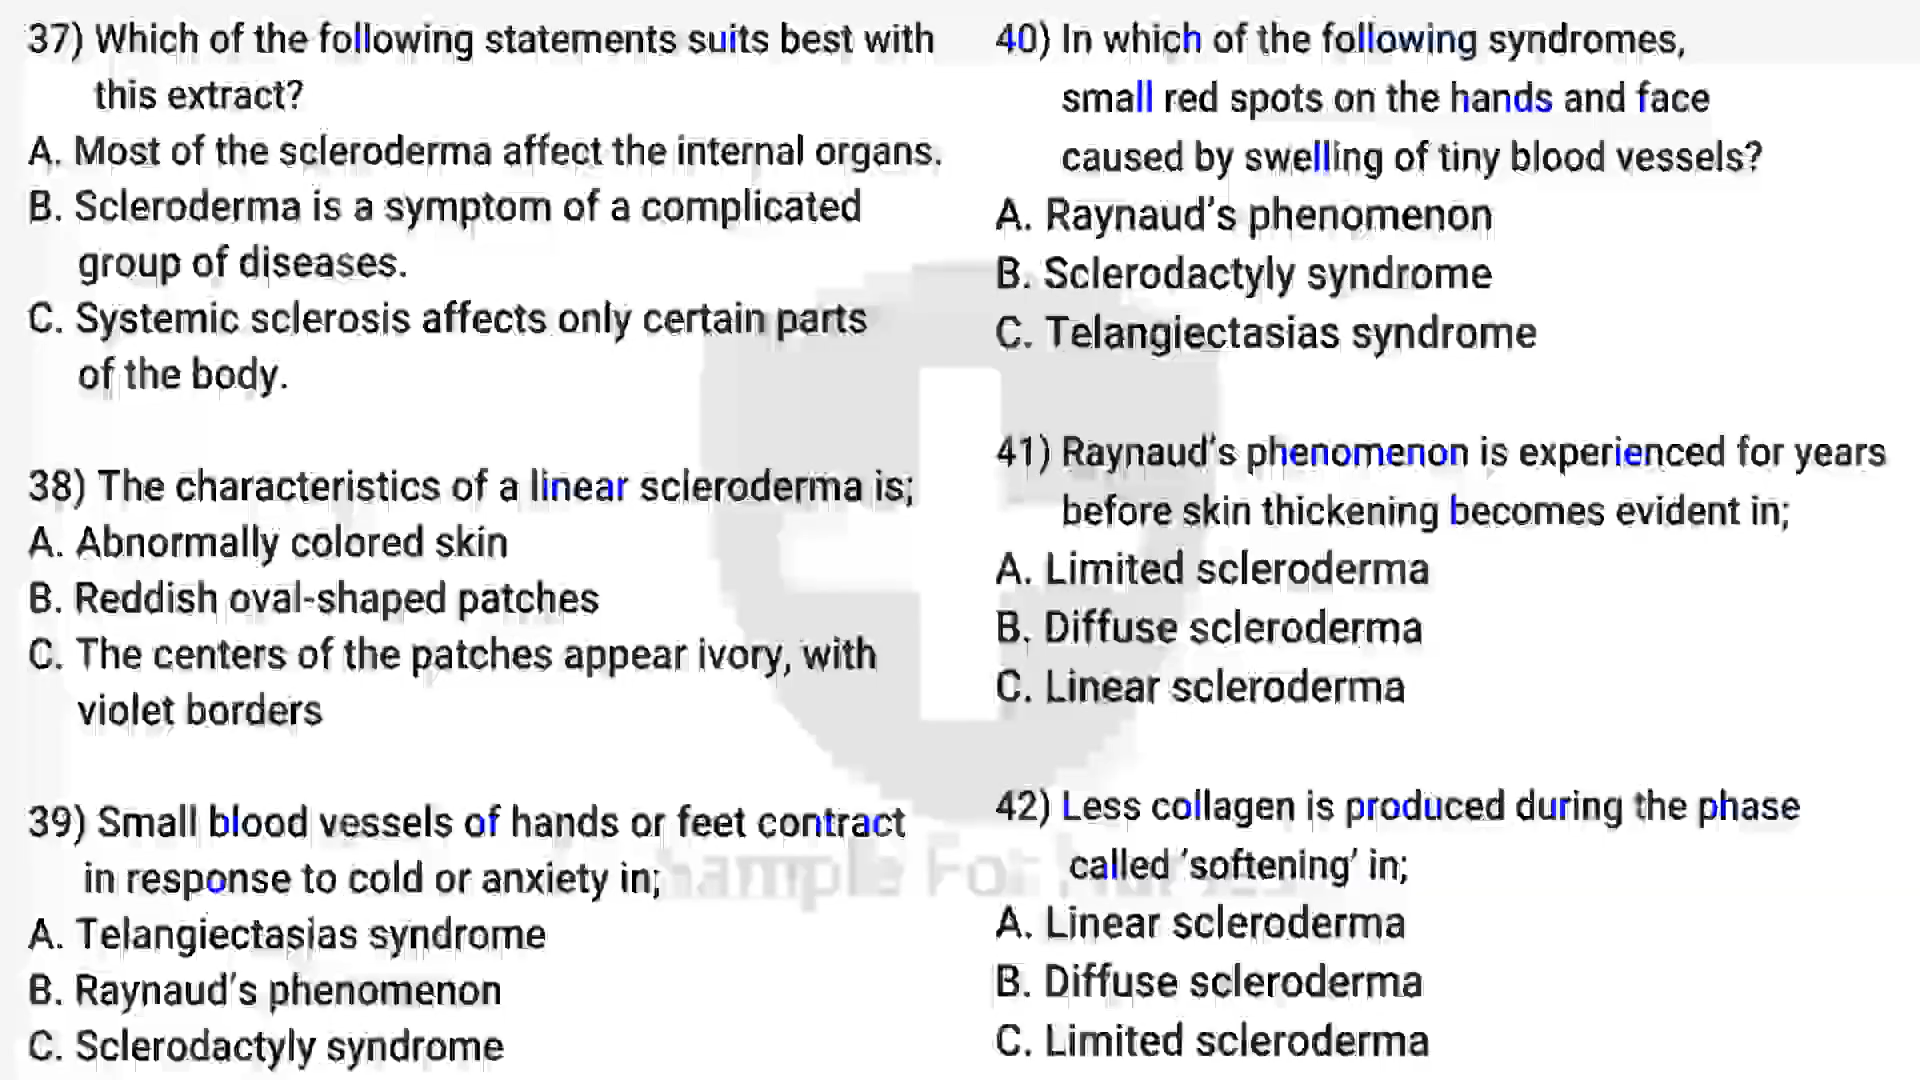 37) Which of the following statements suits best with
this extract?
A. Most of the scleroderma affect the internal organs.
B. Scleroderma is a symptom of a complicated
group of diseases.
C. Systemic sclerosis affects only certain parts
of the body.
38) The characteristics of a linear scleroderma is;
A. Abnormally colored skin
B. Reddish oval-shaped patches
C. The centers of the patches appear ivory, with
violet borders
39) Small blood vessels of hands or feet contract
in response to cold or anxiety in;
A. Telangiectasias syndrome
B. Raynaud's phenomenon
C. Sclerodactyly syndrome
40) In which of the following syndromes,
small red spots on the hands and face
caused by swelling of tiny blood vessels?
A. Raynaud's phenomenon
B. Sclerodactyly syndrome
C. Telangiectasias syndrome
41) Raynaud's phenomenon is experienced for years
before skin thickening becomes evident in;
A. Limited scleroderma
B. Diffuse scleroderma
C. Linear scleroderma
42) Less collagen is produced during the phase
called 'softening' in;
A. Linear scleroderma
B. Diffuse scleroderma
C. Limited scleroderma